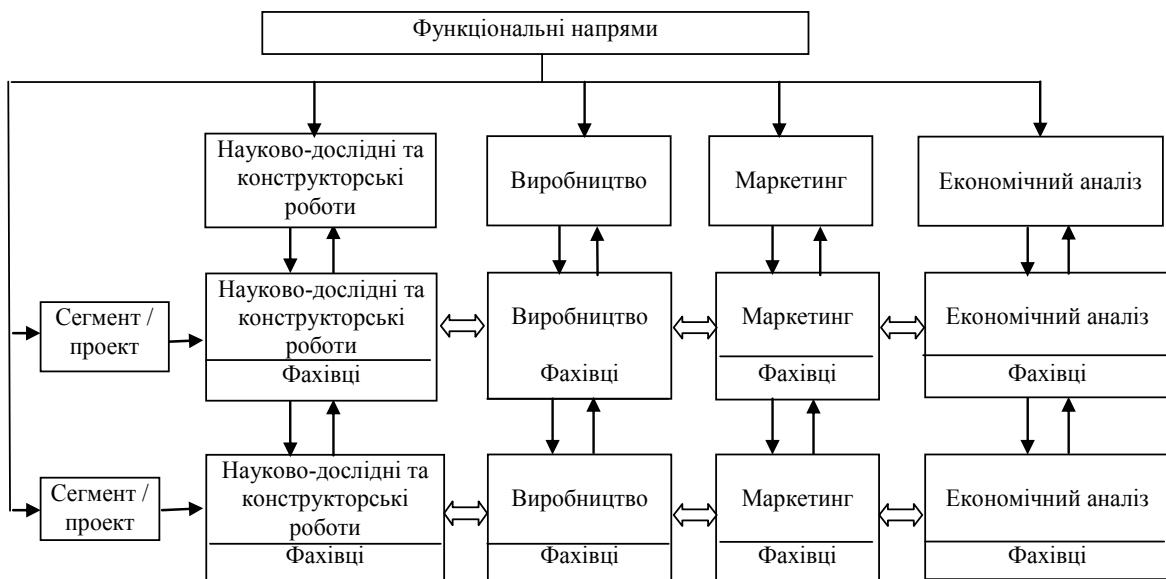 Функціональні напрями
Науково-дослідні та
конструкторські
роботи
Виробництво
Маркетинг
Економічний аналіз
Сегмент /
проект
Науково-дослідні та
конструкторські
роботи
Фахівці
Виробництво
Фахівці
Маркетинг
Фахівці
Економічний аналіз
Фахівці
Сегмент /
проект
Науково-дослідні та
конструкторські
роботи
Фахівці
Виробництво
Фахівці
Маркетинг
Фахівці
Економічний аналіз
Фахівці